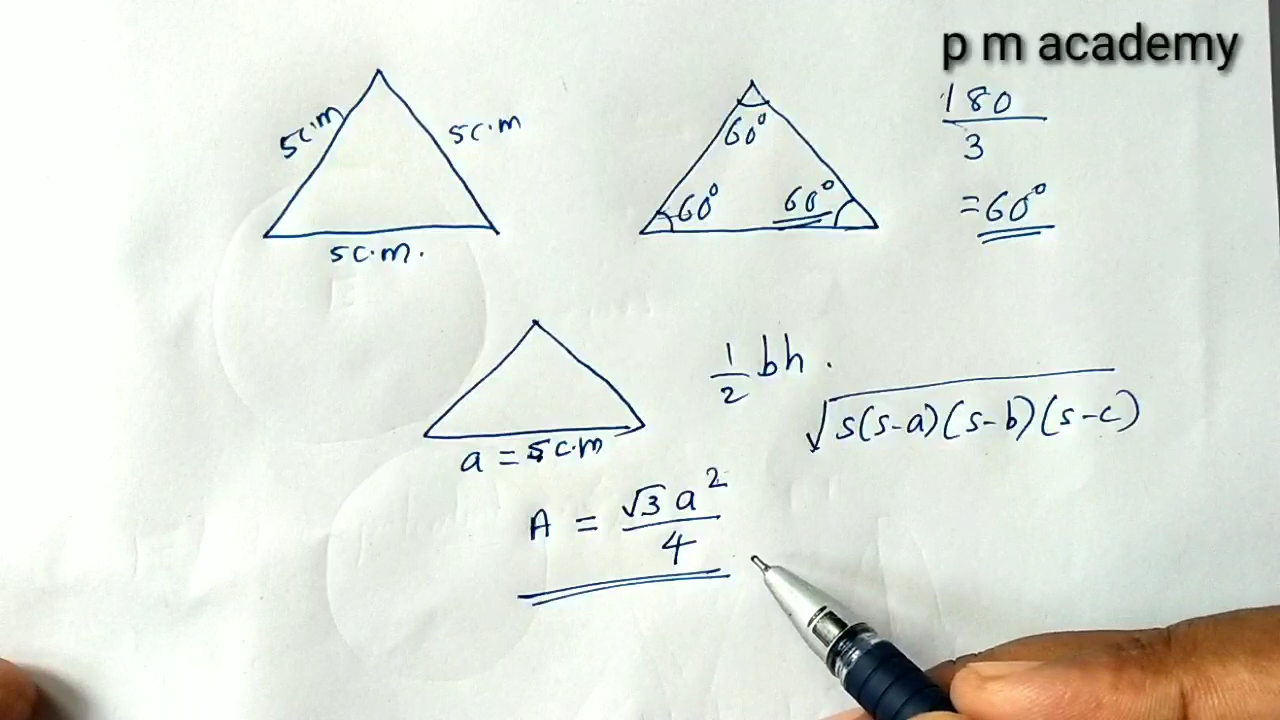 p m academy
5c.m
5c.m
5c.m.
60°
60°
60°
180
3
=60°
1/2 bh.
√s(s-a)(s-b)(s-c)
a = 5c.m
A = √3 a²
4